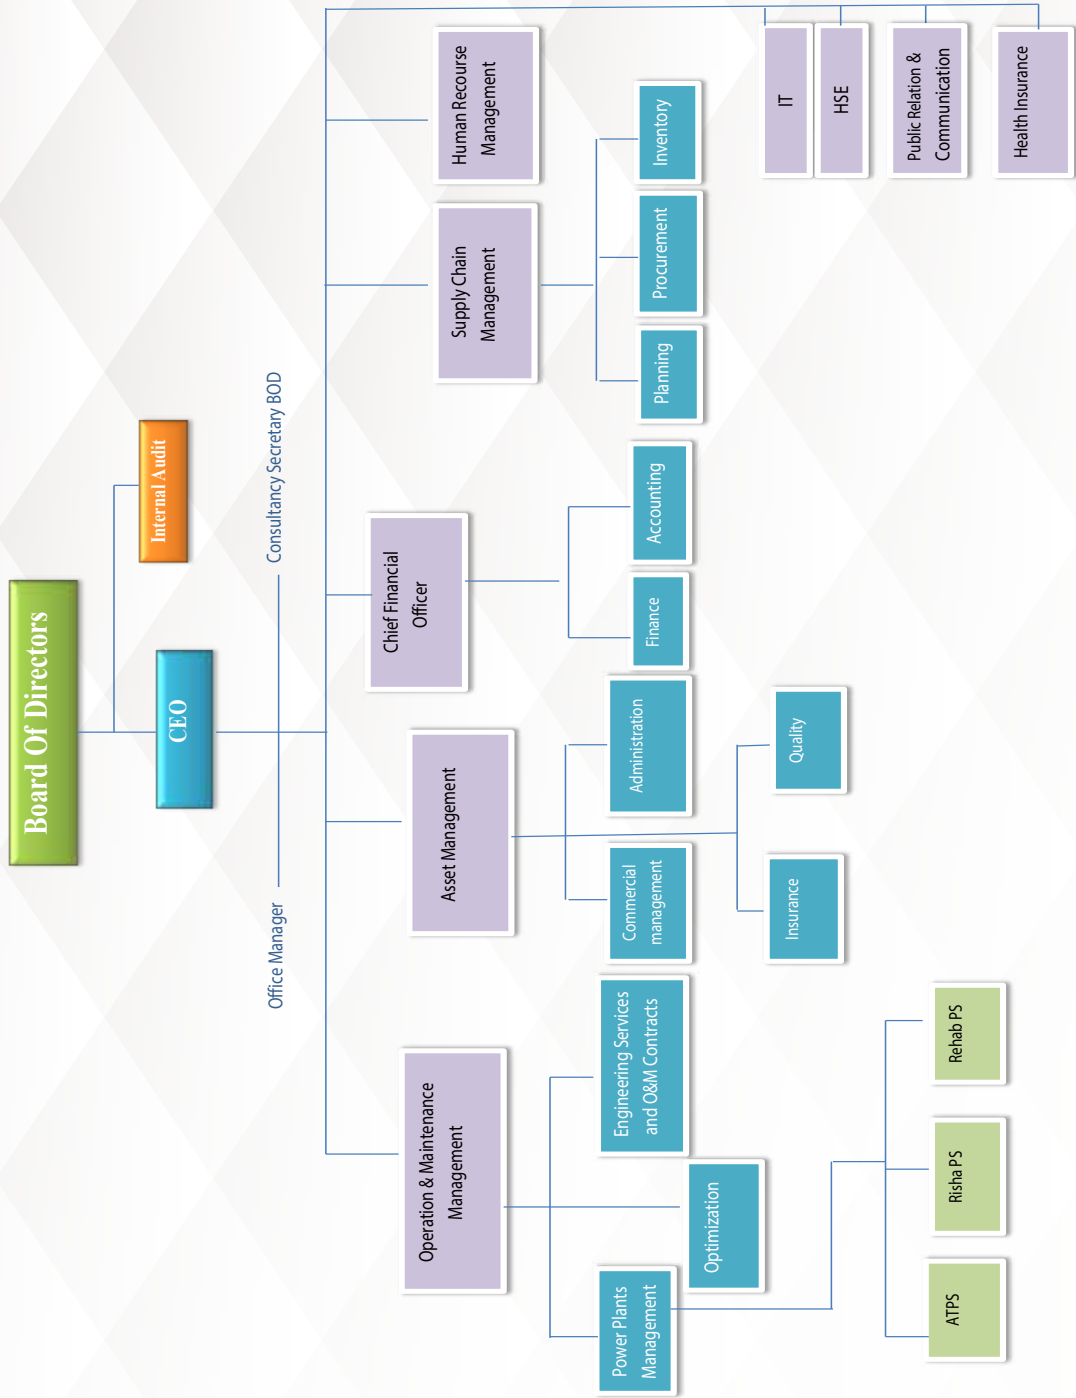 Board Of Directors
Internal Audit
CEO
Office Manager
Consultancy Secretary BOD
Operation & Maintenance
Management
Asset Management
Chief Financial
Officer
Supply Chain
Management
Human Recourse
Management
Power Plants
Management
Optimization
Engineering Services
and O&M Contracts
Commercial
management
Administration
Insurance
Quality
Finance
Accounting
Planning
Procurement
Inventory
IT
HSE
Public Relation &
Communication
Health Insurance
ATPS
Risha PS
Rehab PS